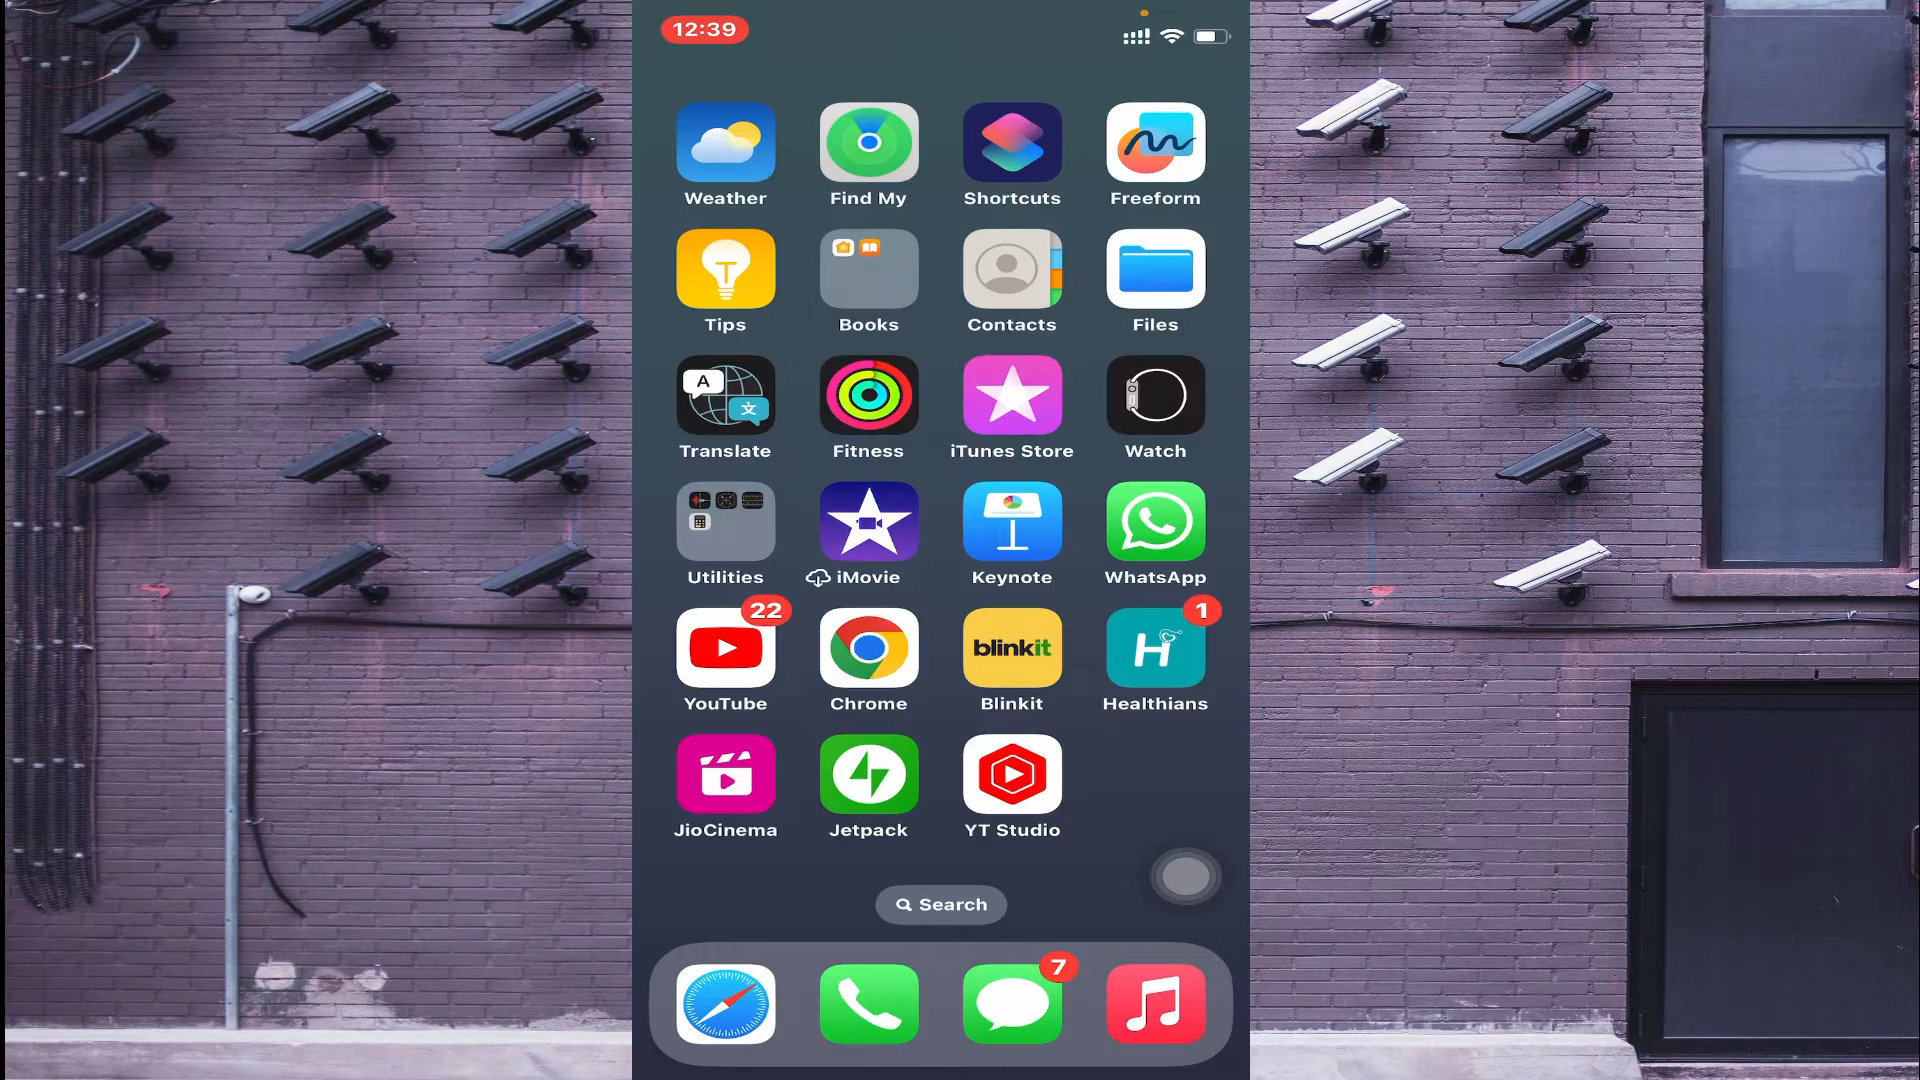 12:39
Weather Find My Shortcuts Freeform
Tips Books Contacts Files
A
文
Translate Fitness iTunes Store Watch
Utilities iMovie Keynote WhatsApp
22 1
blinkit H
YouTube Chrome Blinkit Healthians
JioCinema Jetpack YT Studio
Search
7